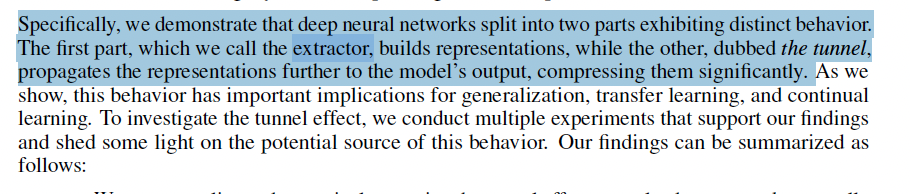 Specifically, we demonstrate that deep neural networks split into two parts exhibiting distinct behavior.
The first part, which we call the extractor, builds representations, while the other, dubbed the tunnel,
propagates the representations further to the model's output, compressing them significantly. As we
show, this behavior has important implications for generalization, transfer learning, and continual
learning. To investigate the tunnel effect, we conduct multiple experiments that support our findings
and shed some light on the potential source of this behavior. Our findings can be summarized as
follows: